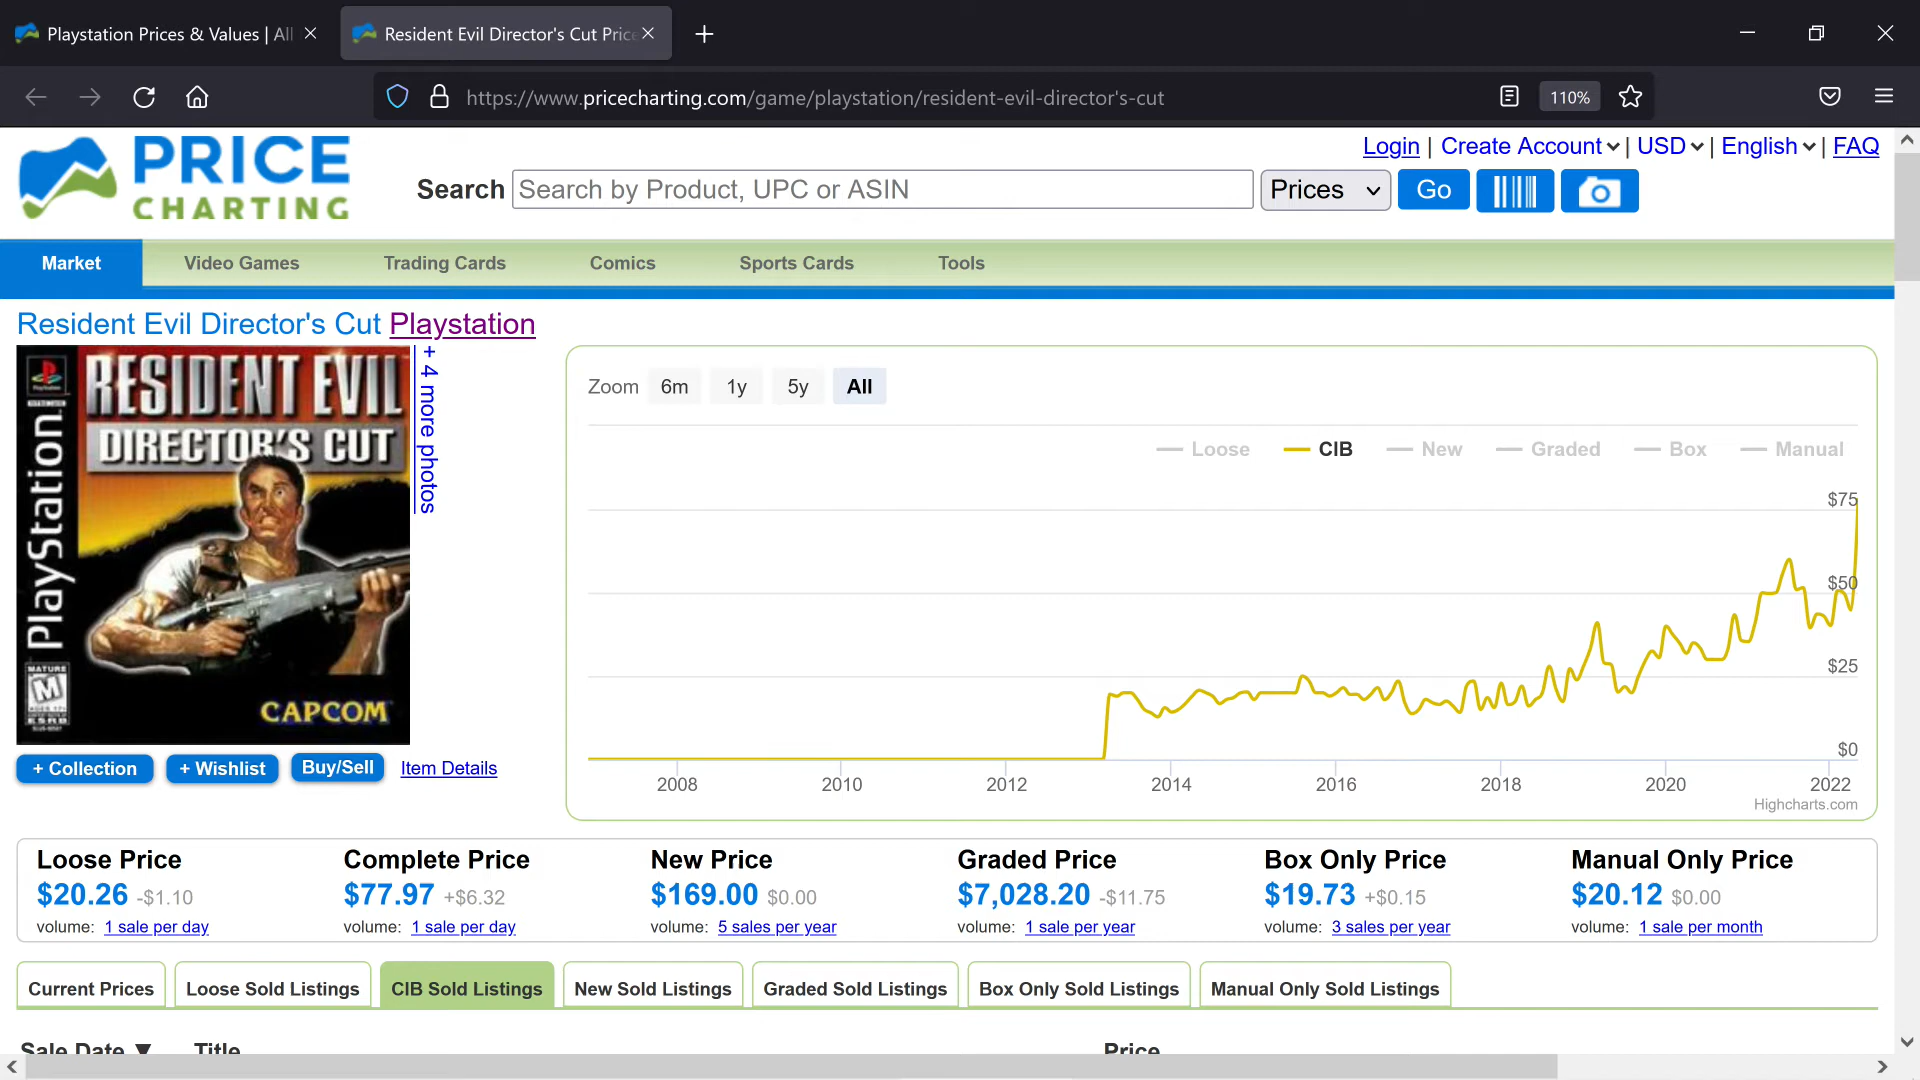 Playstation Prices & Values | All
Resident Evil Director's Cut Price
https://www.pricecharting.com/game/playstation/resident-evil-director's-cut
110%
PRICE
CHARTING
Login | Create Account | USD | English | FAQ
Search Search by Product, UPC or ASIN Prices Go
Market Video Games Trading Cards Comics Sports Cards Tools
Resident Evil Director's Cut Playstation
PlayStation
RESIDENT EVIL
DIRECTOR'S CUT
MATURE
M
CAPCOM
+ 4 more photos
Zoom 6m 1y 5y All
Loose CIB New Graded Box Manual
$75
$50
$25
$0
2008 2010 2012 2014 2016 2018 2020 2022
Highcharts.com
+ Collection + Wishlist Buy/Sell Item Details
Loose Price Complete Price New Price Graded Price Box Only Price Manual Only Price
$20.26 -$1.10 $77.97 +$6.32 $169.00 $0.00 $7,028.20 -$11.75 $19.73 +$0.15 $20.12 $0.00
volume: 1 sale per day volume: 1 sale per day volume: 5 sales per year volume: 1 sale per year volume: 3 sales per year volume: 1 sale per month
Current Prices Loose Sold Listings CIB Sold Listings New Sold Listings Graded Sold Listings Box Only Sold Listings Manual Only Sold Listings
Sale Date ▼ Title Price